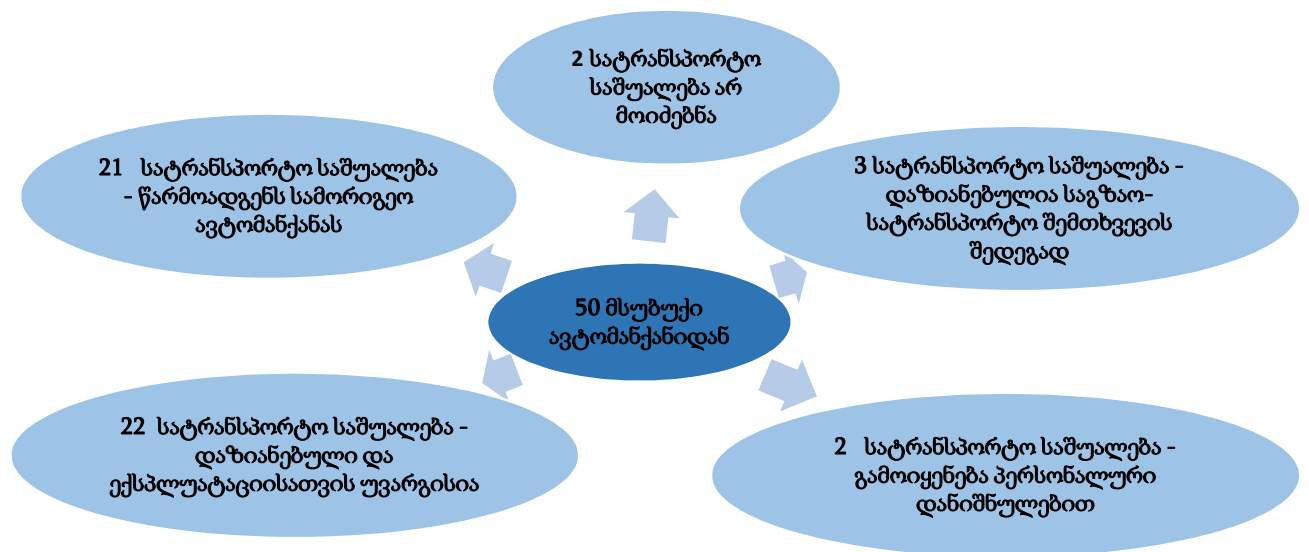 2 სატრანსპორტო
საშუალება არ
მოიძებნა
21 სატრანსპორტო საშუალება
- წარმოადგენს სამორიგეო
ავტომანქანას
3 სატრანსპორტო საშუალება -
დაზიანებულია საგზაო-
სატრანსპორტო შემთხვევის
შედეგად
50 მსუბუქი
ავტომანქანიდან
22 სატრანსპორტო საშუალება -
დაზიანებული და
ექსპლუატაციისათვის უვარგისია
2 სატრანსპორტო საშუალება -
გამოიყენება პერსონალური
დანიშნულებით